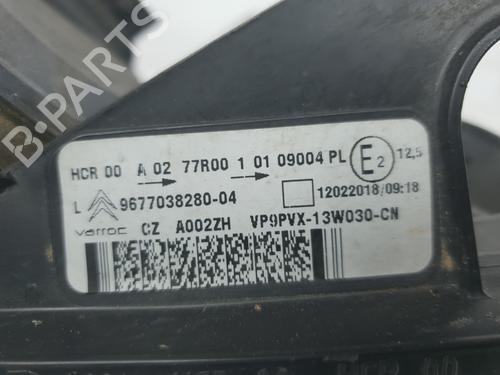 B-Parts
HCR 00 A 02 77R00 1 01 09004 PL E2 12,5
L 9677038280-04 12022018/09:18
varroc CZ A002ZH VP9PVX-13W030-CN